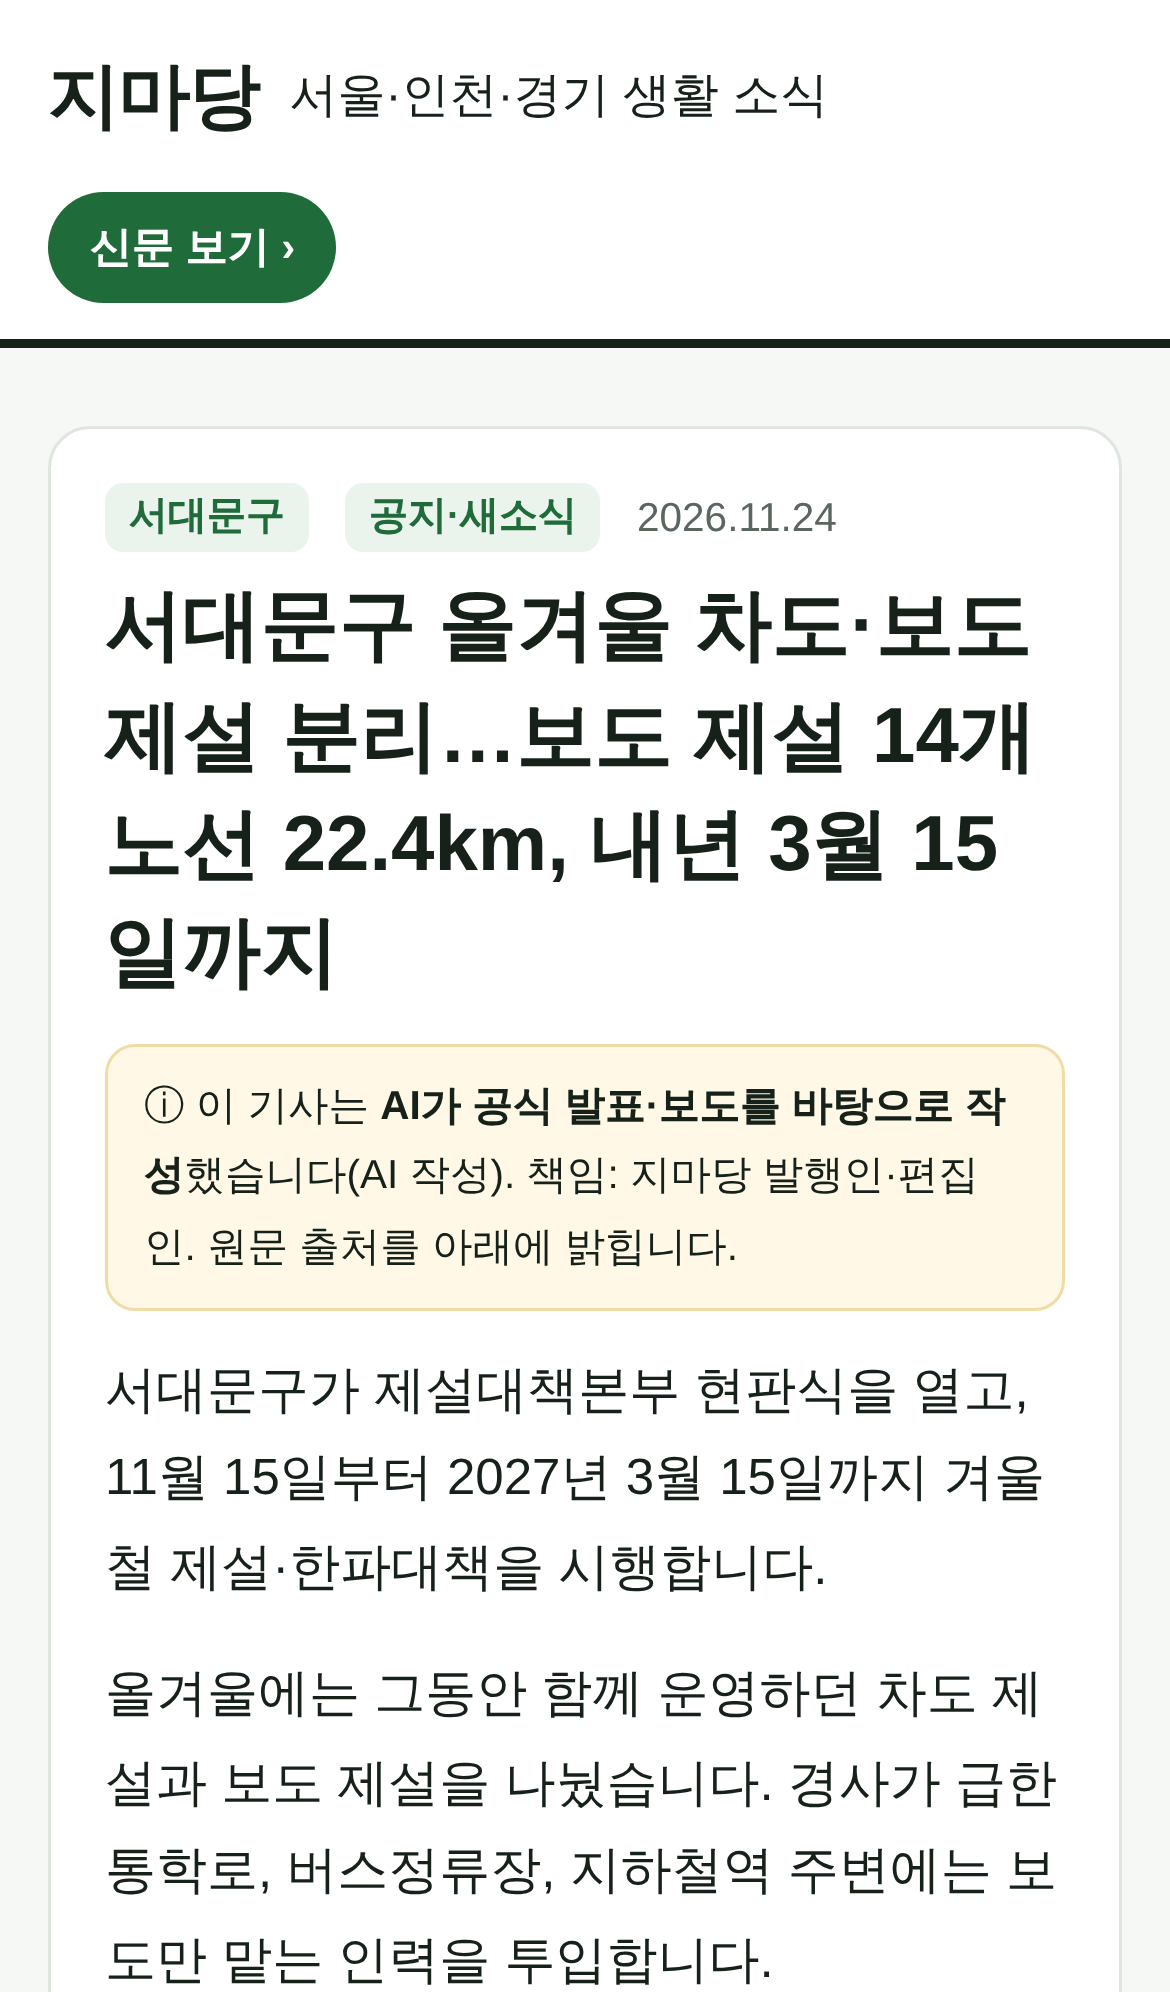 지마당 서울·인천·경기 생활 소식
신문 보기 ›
서대문구 공지·새소식 2026.11.24
서대문구 올겨울 차도·보도
제설 분리…보도 제설 14개
노선 22.4km, 내년 3월 15
일까지
ⓘ 이 기사는 AI가 공식 발표·보도를 바탕으로 작
성했습니다(AI 작성). 책임: 지마당 발행인·편집
인. 원문 출처를 아래에 밝힙니다.
서대문구가 제설대책본부 현판식을 열고,
11월 15일부터 2027년 3월 15일까지 겨울
철 제설·한파대책을 시행합니다.
올겨울에는 그동안 함께 운영하던 차도 제
설과 보도 제설을 나눴습니다. 경사가 급한
통학로, 버스정류장, 지하철역 주변에는 보
도만 맡는 인력을 투입합니다.